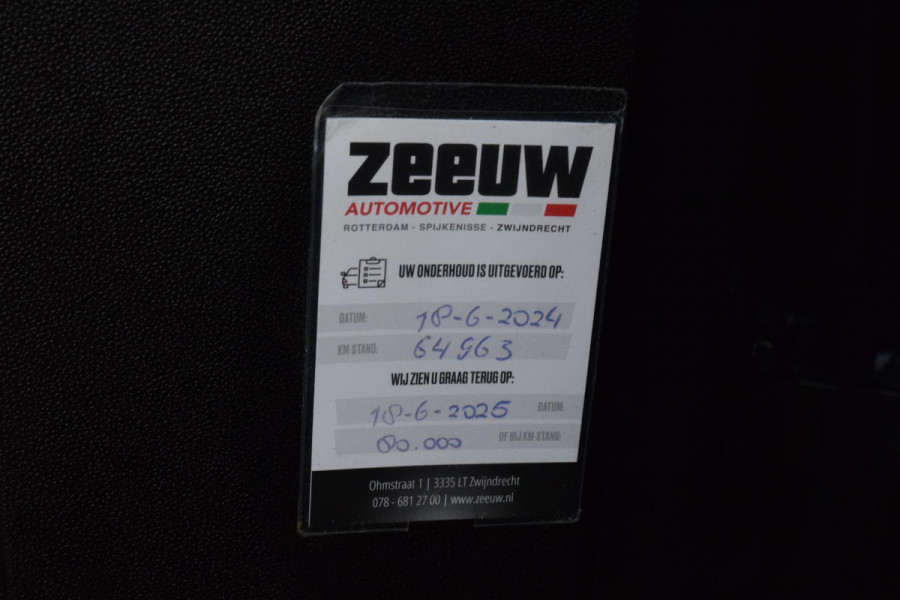 zeeuw
AUTOMOTIVE
ROTTERDAM - SPIJKENISSE - ZWIJNDRECHT
UW ONDERHOUD IS UITGEVOERD OP:
DATUM: 18-6-2024
KM-STAND: 64963
WIJ ZIEN U GRAAG TERUG OP:
18-6-2025 DATUM:
80.000 OF BIJ KM-STAND:
Ohmstraat 1 | 3335 LT Zwijndrecht
078 - 681 27 00 | www.zeeuw.nl